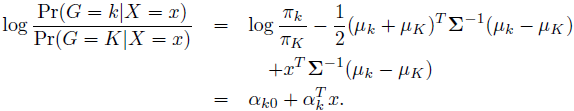 log Pr(G = k|X = x) / Pr(G = K|X = x) = log π_k / π_K − 1/2 (μ_k + μ_K)^T Σ^{−1}(μ_k − μ_K)
+x^T Σ^{−1}(μ_k − μ_K)
= α_{k0} + α_k^T x.